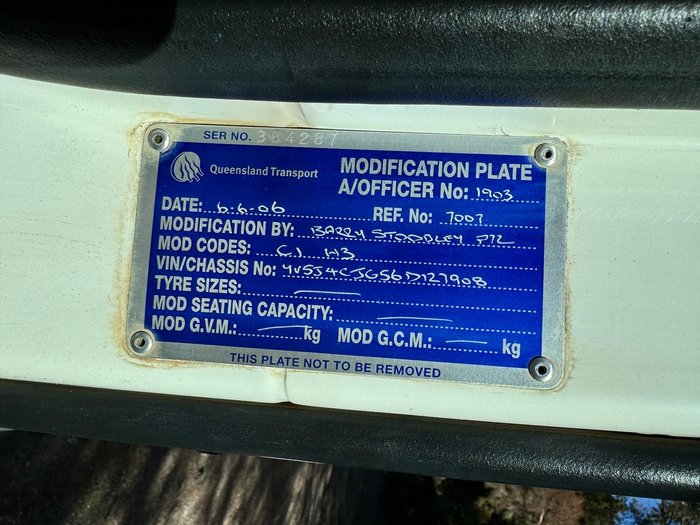 SER NO. 384287
Queensland Transport
MODIFICATION PLATE
A/OFFICER No: 1903
DATE: 6.6.06
REF. No: 7007
MODIFICATION BY: BARRY STOODLEY P/L
MOD CODES: C1 H3
VIN/CHASSIS No: YV5J4CJG56D127908
TYRE SIZES:
MOD SEATING CAPACITY:
MOD G.V.M.: kg MOD G.C.M.: kg
THIS PLATE NOT TO BE REMOVED